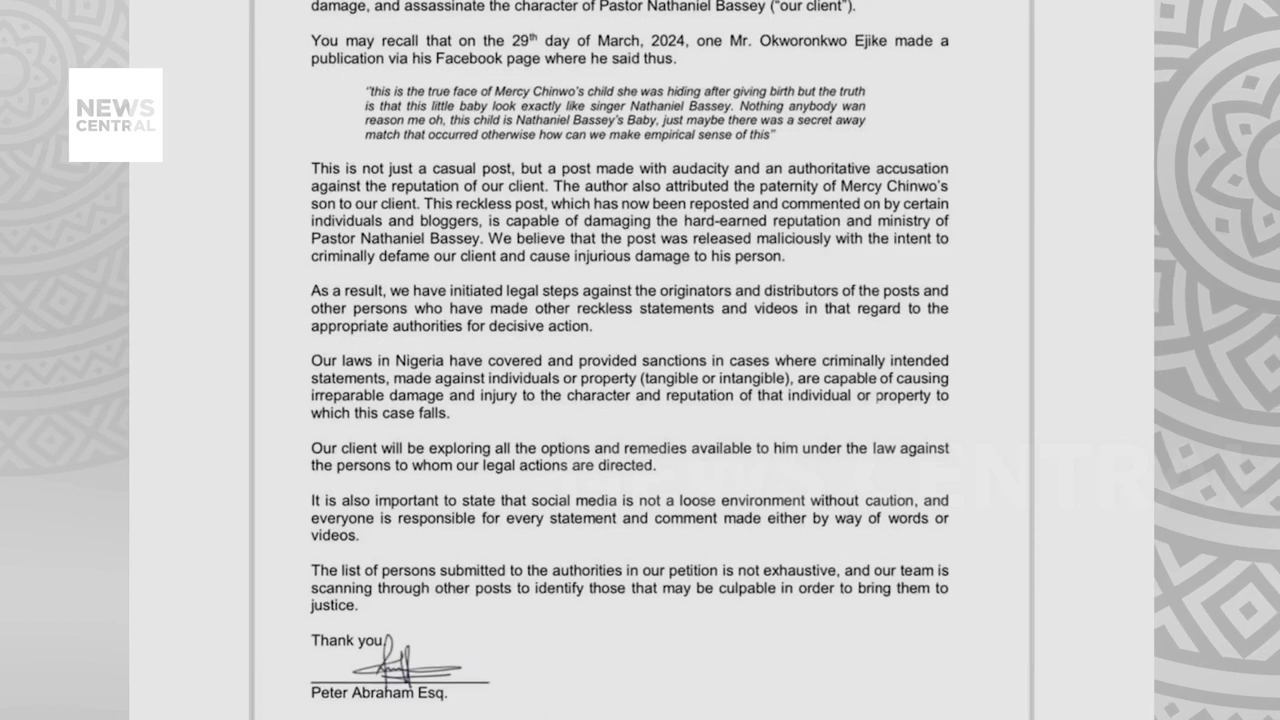 damage, and assassinate the character of Pastor Nathaniel Bassey (“our client”).
You may recall that on the 29th day of March, 2024, one Mr. Okworonkwo Ejike made a
publication via his Facebook page where he said thus.
“this is the true face of Mercy Chinwo’s child she was hiding after giving birth but the truth
is that this little baby look exactly like singer Nathaniel Bassey. Nothing anybody wan
reason me oh, this child is Nathaniel Bassey’s Baby, just maybe there was a secret away
match that occurred otherwise how can we make empirical sense of this”
This is not just a casual post, but a post made with audacity and an authoritative accusation
against the reputation of our client. The author also attributed the paternity of Mercy Chinwo’s
son to our client. This reckless post, which has now been reposted and commented on by certain
individuals and bloggers, is capable of damaging the hard-earned reputation and ministry of
Pastor Nathaniel Bassey. We believe that the post was released maliciously with the intent to
criminally defame our client and cause injurious damage to his person.
As a result, we have initiated legal steps against the originators and distributors of the posts and
other persons who have made other reckless statements and videos in that regard to the
appropriate authorities for decisive action.
Our laws in Nigeria have covered and provided sanctions in cases where criminally intended
statements, made against individuals or property (tangible or intangible), are capable of causing
irreparable damage and injury to the character and reputation of that individual or property to
which this case falls.
Our client will be exploring all the options and remedies available to him under the law against
the persons to whom our legal actions are directed.
It is also important to state that social media is not a loose environment without caution, and
everyone is responsible for every statement and comment made either by way of words or
videos.
The list of persons submitted to the authorities in our petition is not exhaustive, and our team is
scanning through other posts to identify those that may be culpable in order to bring them to
justice.
Thank you,
Peter Abraham Esq.
NEWS
CENTRAL
NEWS CENTR